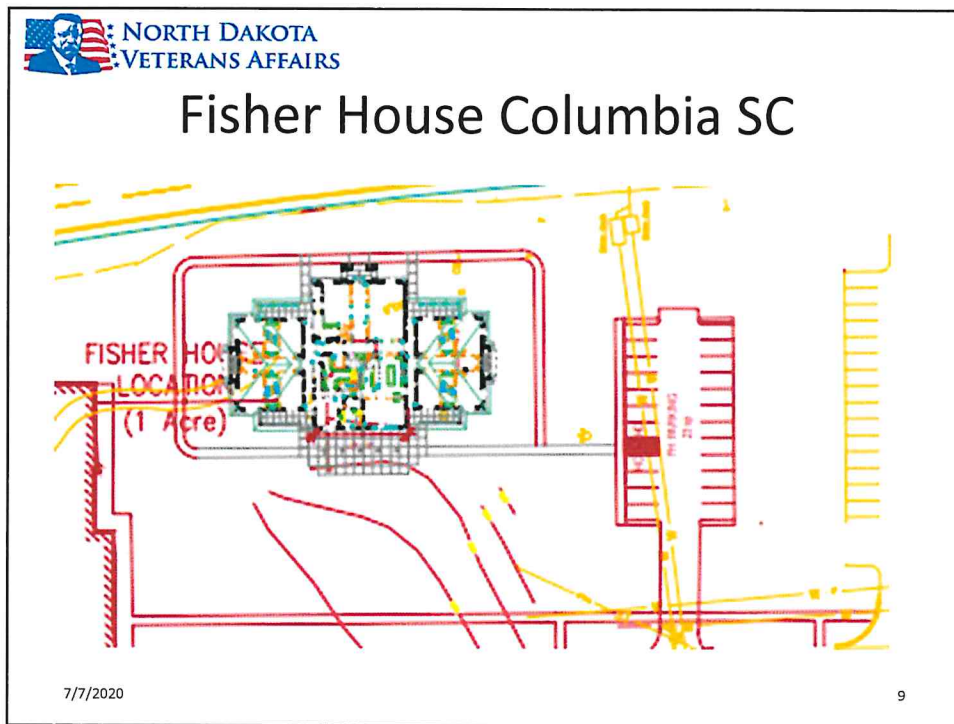 NORTH DAKOTA
VETERANS AFFAIRS
Fisher House Columbia SC
FISHER HOUSE
LOCATION
(1 Acre)
7/7/2020
9